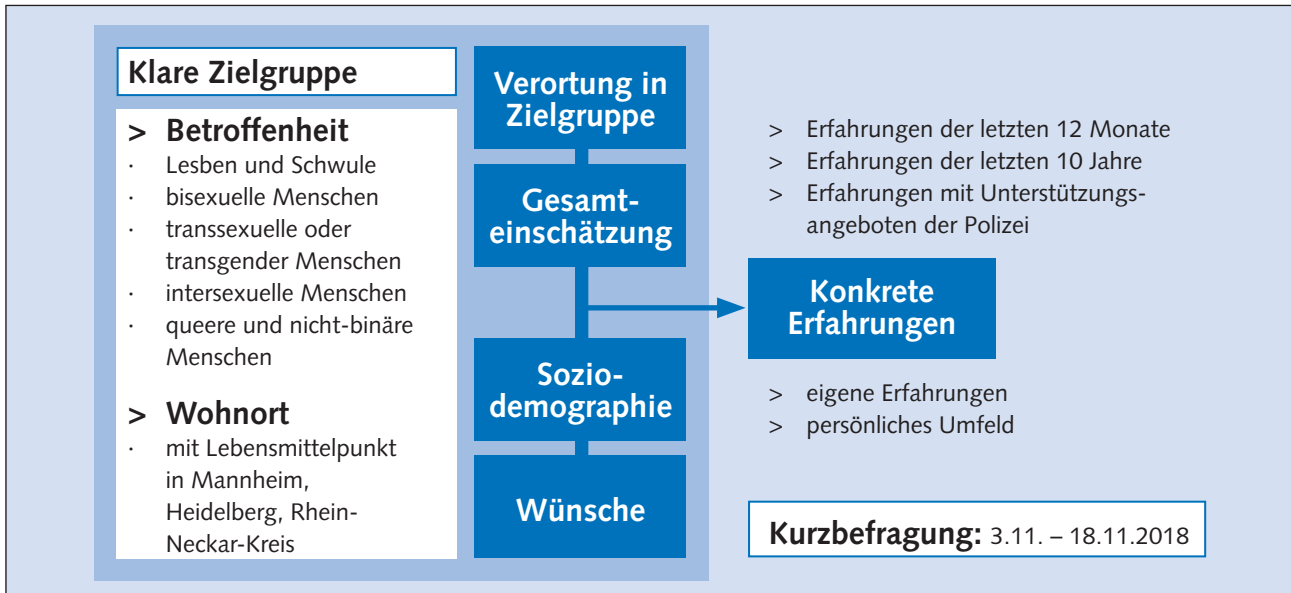 Klare Zielgruppe
> Betroffenheit
· Lesben und Schwule
· bisexuelle Menschen
· transsexuelle oder
transgender Menschen
· intersexuelle Menschen
· queere und nicht-binäre
Menschen
> Wohnort
· mit Lebensmittelpunkt
in Mannheim,
Heidelberg, Rhein-
Neckar-Kreis
Verortung in
Zielgruppe
Gesamt-
einschätzung
Sozio-
demographie
Wünsche
> Erfahrungen der letzten 12 Monate
> Erfahrungen der letzten 10 Jahre
> Erfahrungen mit Unterstützungs-
angeboten der Polizei
Konkrete
Erfahrungen
> eigene Erfahrungen
> persönliches Umfeld
Kurzbefragung: 3.11. – 18.11.2018